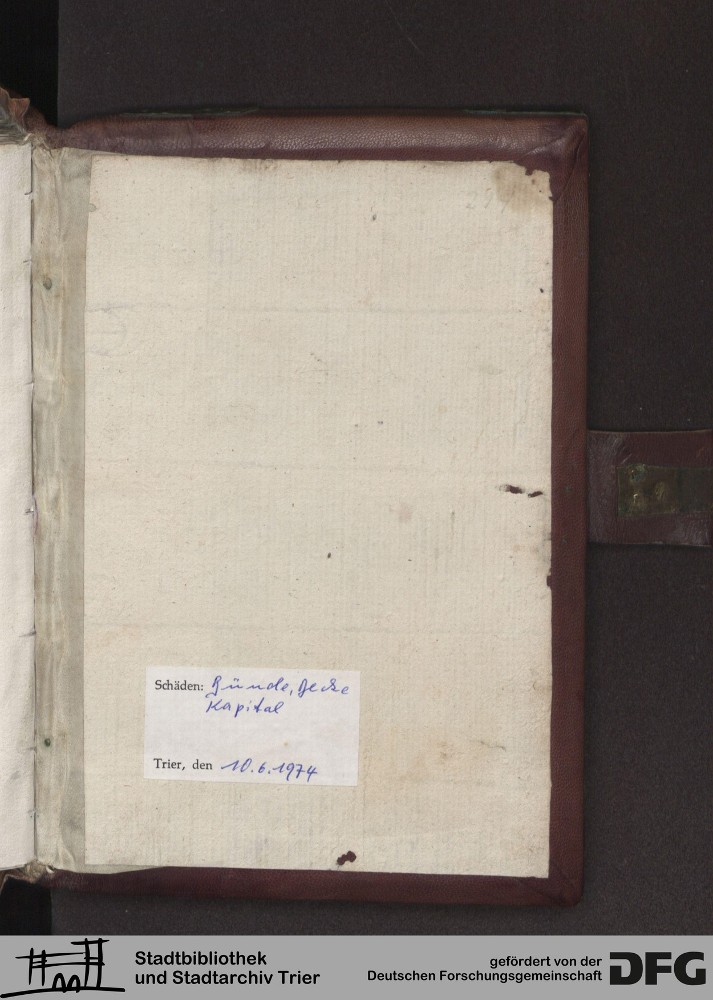 Schäden: Bünde, Decke
Kapital
Trier, den 10.6.1974
Stadtbibliothek
und Stadtarchiv Trier
gefördert von der
Deutschen Forschungsgemeinschaft
DFG